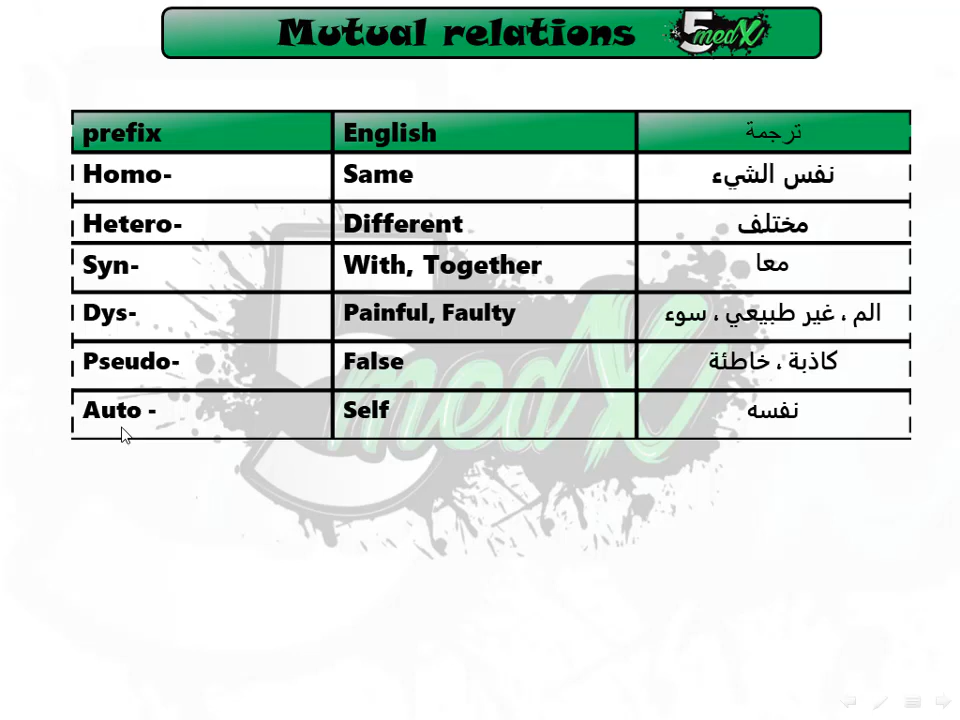 Mutual relations 5medX
prefix English ترجمة
Homo- Same نفس الشيء
Hetero- Different مختلف
Syn- With, Together معا
Dys- Painful, Faulty الم ، غير طبيعي ، سوء
Pseudo- False كاذبة ، خاطئة
Auto - Self نفسه
5medX